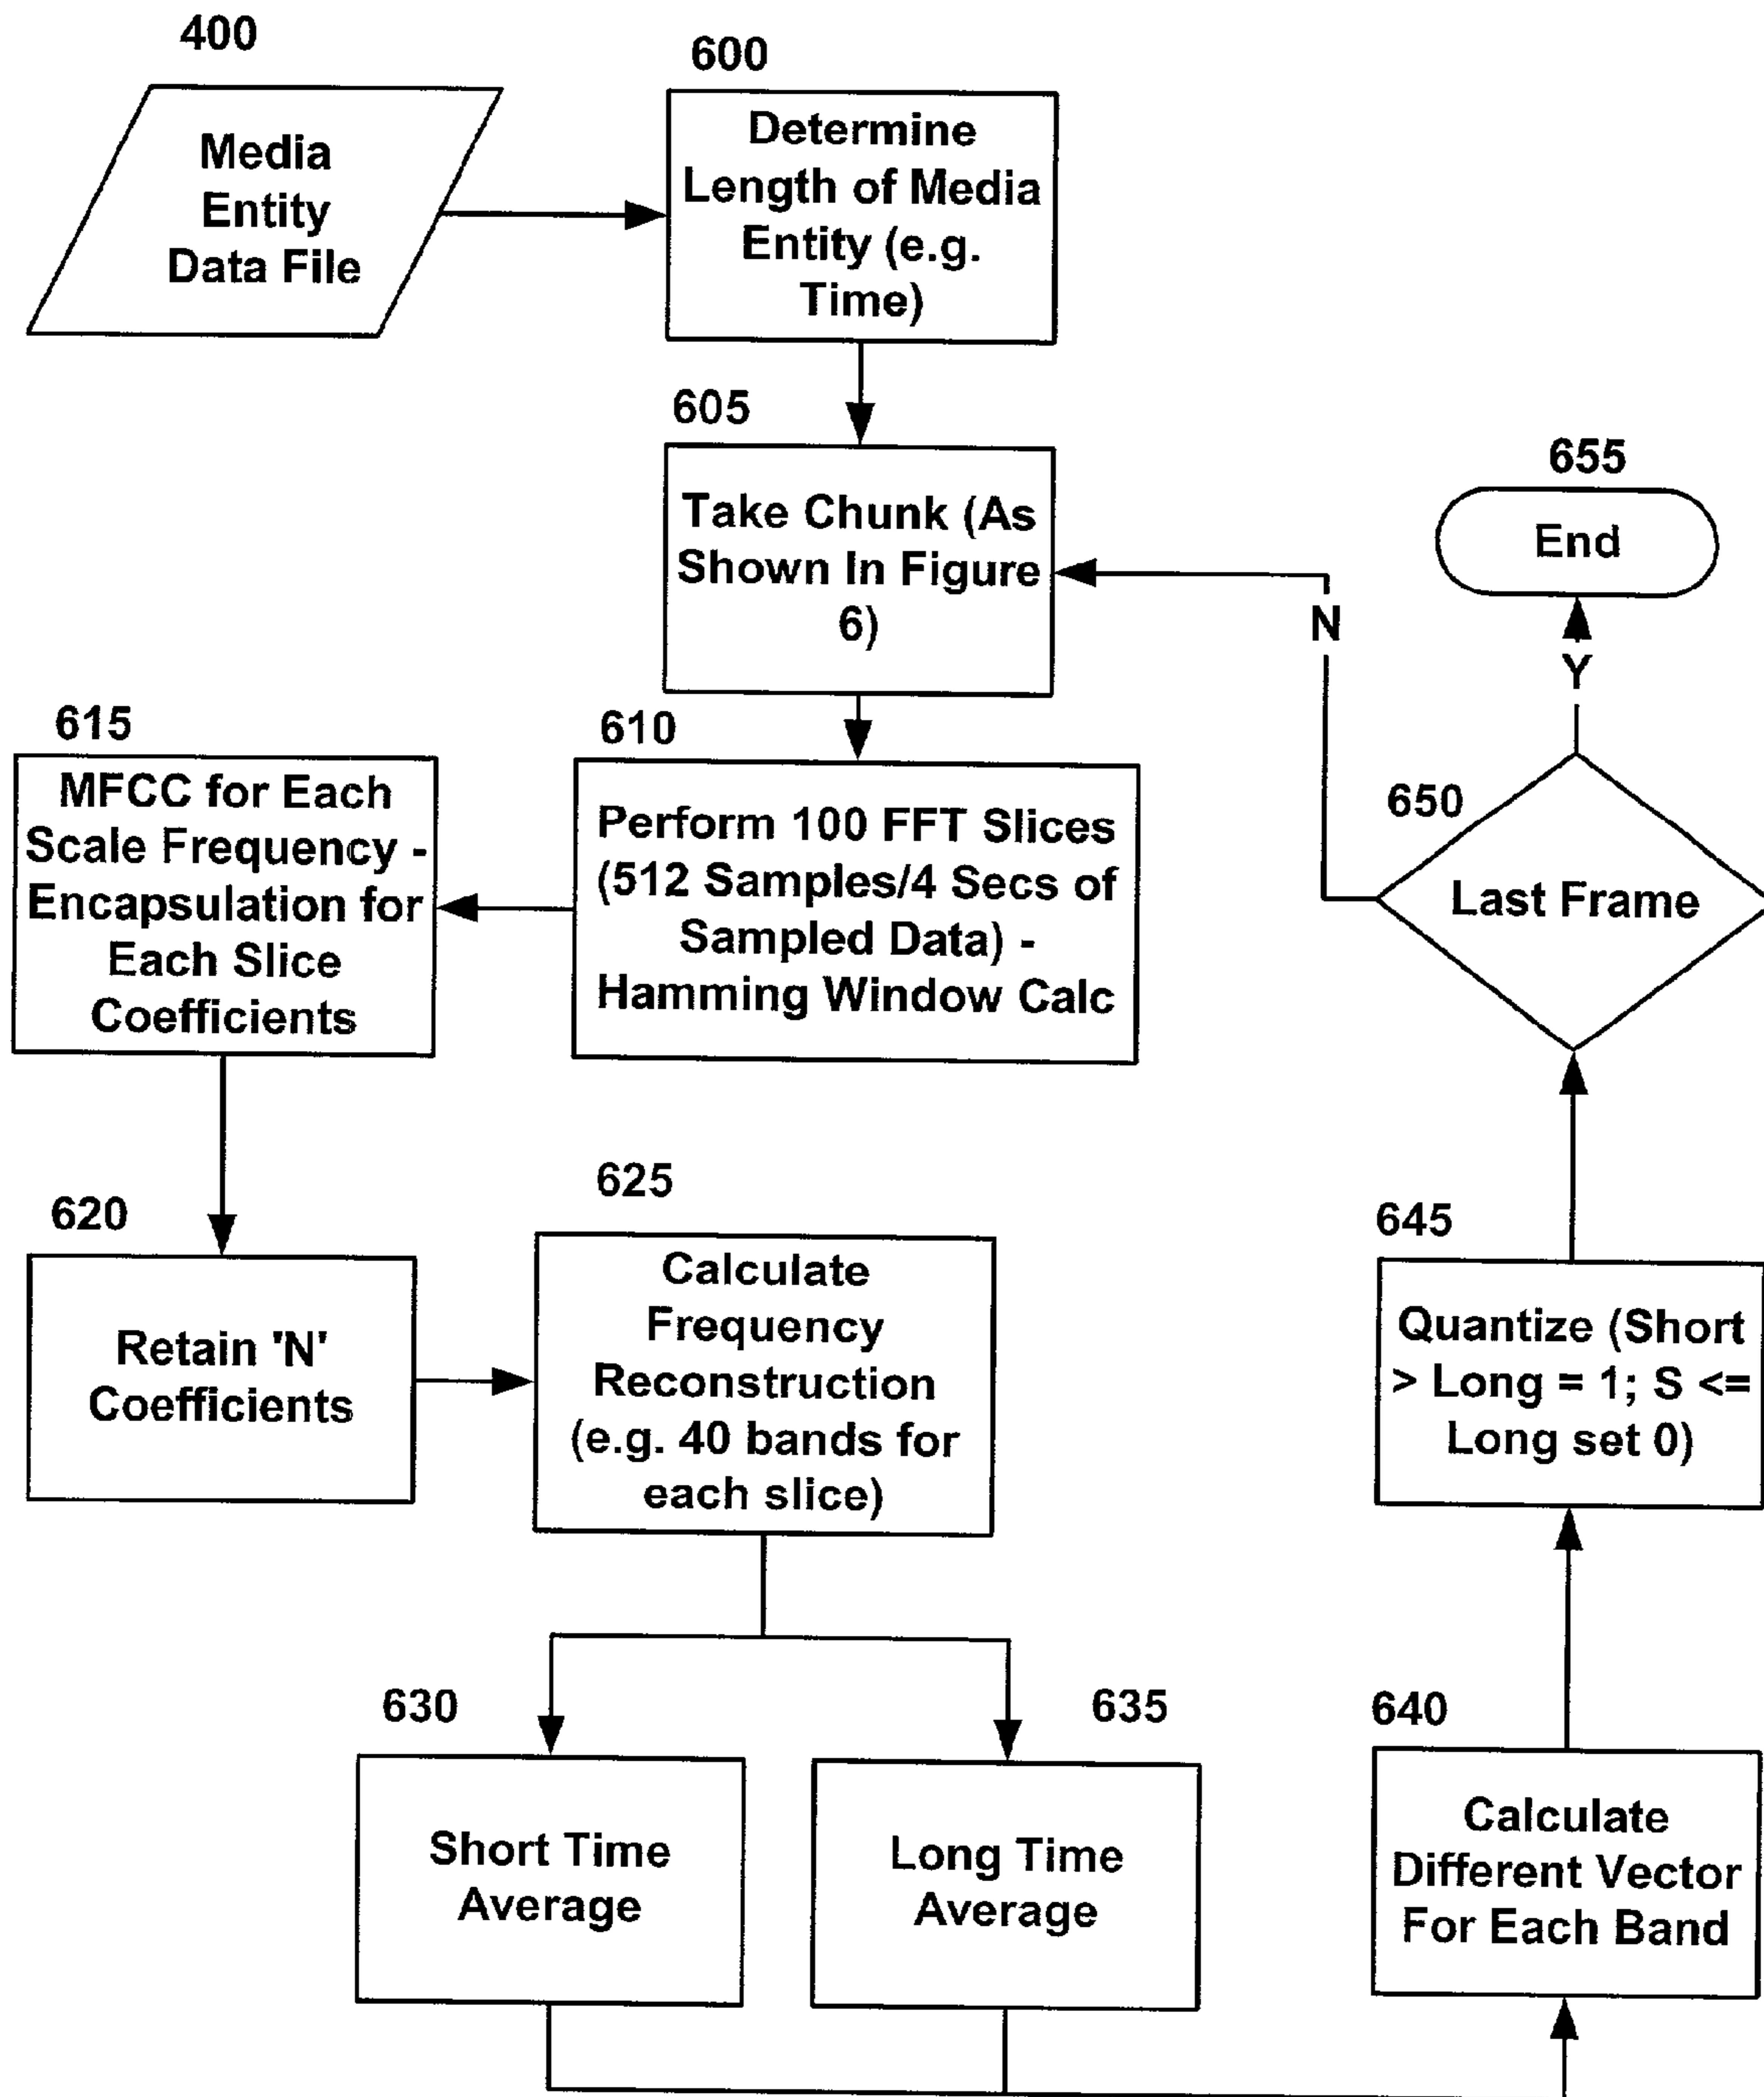 400
Media
Entity
Data File
600
Determine
Length of Media
Entity (e.g.
Time)
605
Take Chunk (As
Shown In Figure
6)
610
Perform 100 FFT Slices
(512 Samples/4 Secs of
Sampled Data) -
Hamming Window Calc
615
MFCC for Each
Scale Frequency -
Encapsulation for
Each Slice
Coefficients
620
Retain 'N'
Coefficients
625
Calculate
Frequency
Reconstruction
(e.g. 40 bands for
each slice)
630
Short Time
Average
635
Long Time
Average
640
Calculate
Different Vector
For Each Band
645
Quantize (Short
> Long = 1; S <=
Long set 0)
650
Last Frame
N
Y
655
End